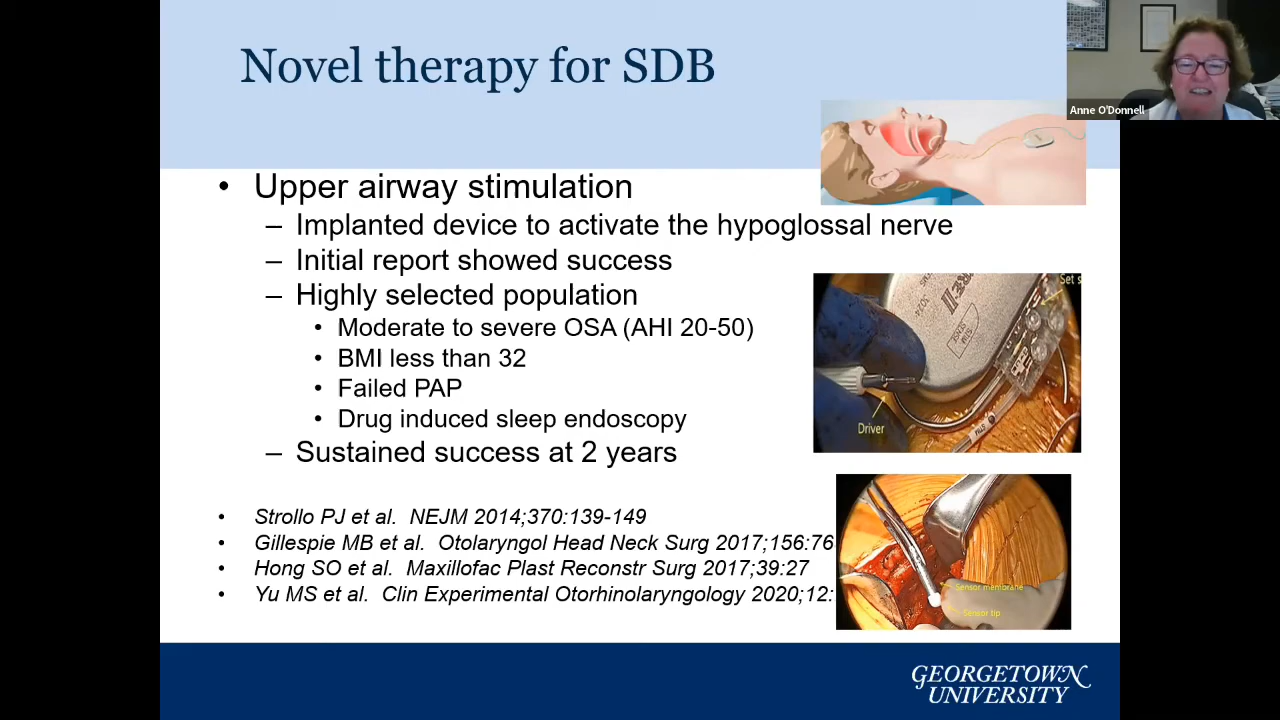 Novel therapy for SDB
Anne O'Donnell
• Upper airway stimulation
– Implanted device to activate the hypoglossal nerve
– Initial report showed success
– Highly selected population
• Moderate to severe OSA (AHI 20-50)
• BMI less than 32
• Failed PAP
• Drug induced sleep endoscopy
– Sustained success at 2 years
Set s
Driver
• Strollo PJ et al. NEJM 2014;370:139-149
• Gillespie MB et al. Otolaryngol Head Neck Surg 2017;156:76
• Hong SO et al. Maxillofac Plast Reconstr Surg 2017;39:27
• Yu MS et al. Clin Experimental Otorhinolaryngology 2020;12:
Sensor membrane
Sensor tip
GEORGETOWN
UNIVERSITY